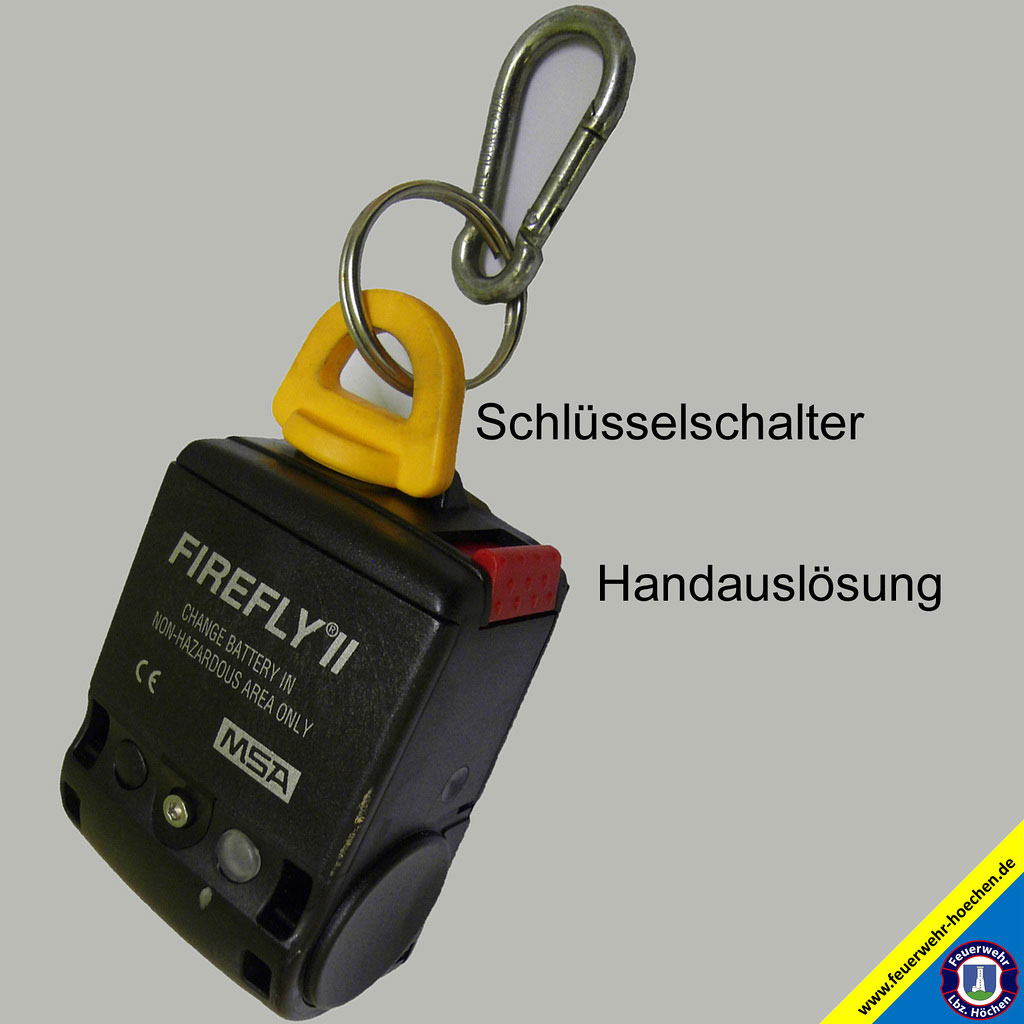 Schlüsselschalter
Handauslösung
FIREFLY® II
CHANGE BATTERY IN
NON-HAZARDOUS AREA ONLY
CE
MSA
www.feuerwehr-hoechen.de
Feuerwehr
Lbz. Höchen